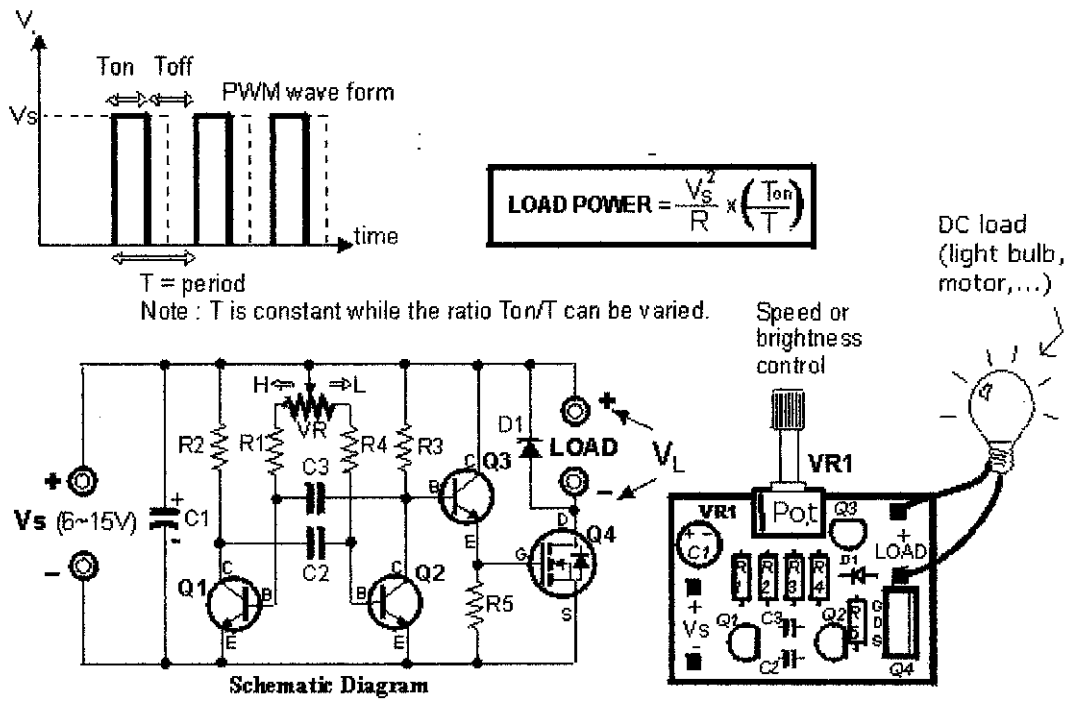 V.
Ton Toff
PWM wave form
Vs
time
T = period
Note : T is constant while the ratio Ton/T can be varied.
LOAD POWER = Vs² / R x ( Ton / T )
DC load
(light bulb,
motor,...)
Speed or
brightness
control
H L
VR
R2 R1 R4 R3
C3
C2
D1
LOAD
+
-
VL
C Q3
B
E
+
Vs (6~15V)
-
+
C1
-
Q1 C
B
E
C Q2
B
E
R5
D
G
Q4
S
Schematic Diagram
VR1
VR1 Pot Q3
+ -
C1
+
LOAD
-
R1 R2 R3 R4
D1
+
Vs
-
Q1 C3 Q2 R5 G D S
C2 Q4